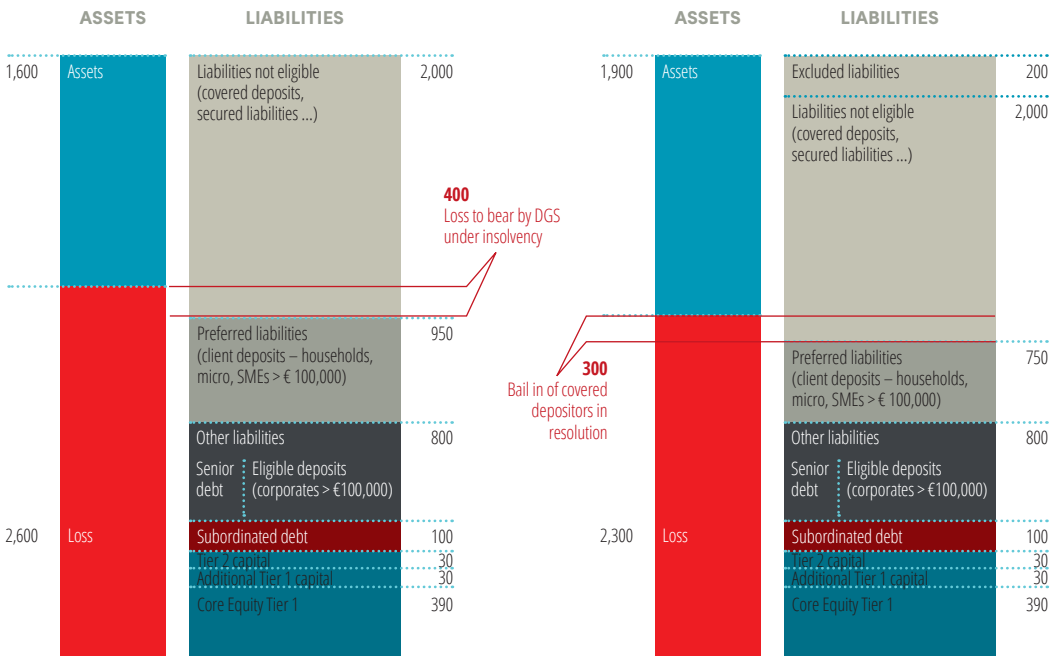 ASSETS
LIABILITIES
1,600
Assets
Liabilities not eligible
(covered deposits,
secured liabilities ...)
2,000
400
Loss to bear by DGS
under insolvency
Preferred liabilities
(client deposits – households,
micro, SMEs > € 100,000)
950
Other liabilities
800
Senior
debt
Eligible deposits
(corporates > €100,000)
2,600
Loss
Subordinated debt
100
Tier 2 capital
30
Additional Tier 1 capital
30
Core Equity Tier 1
390
ASSETS
LIABILITIES
1,900
Assets
Excluded liabilities
200
Liabilities not eligible
(covered deposits,
secured liabilities ...)
2,000
300
Bail in of covered
depositors in
resolution
Preferred liabilities
(client deposits – households,
micro, SMEs > € 100,000)
750
Other liabilities
800
Senior
debt
Eligible deposits
(corporates > €100,000)
2,300
Loss
Subordinated debt
100
Tier 2 capital
30
Additional Tier 1 capital
30
Core Equity Tier 1
390